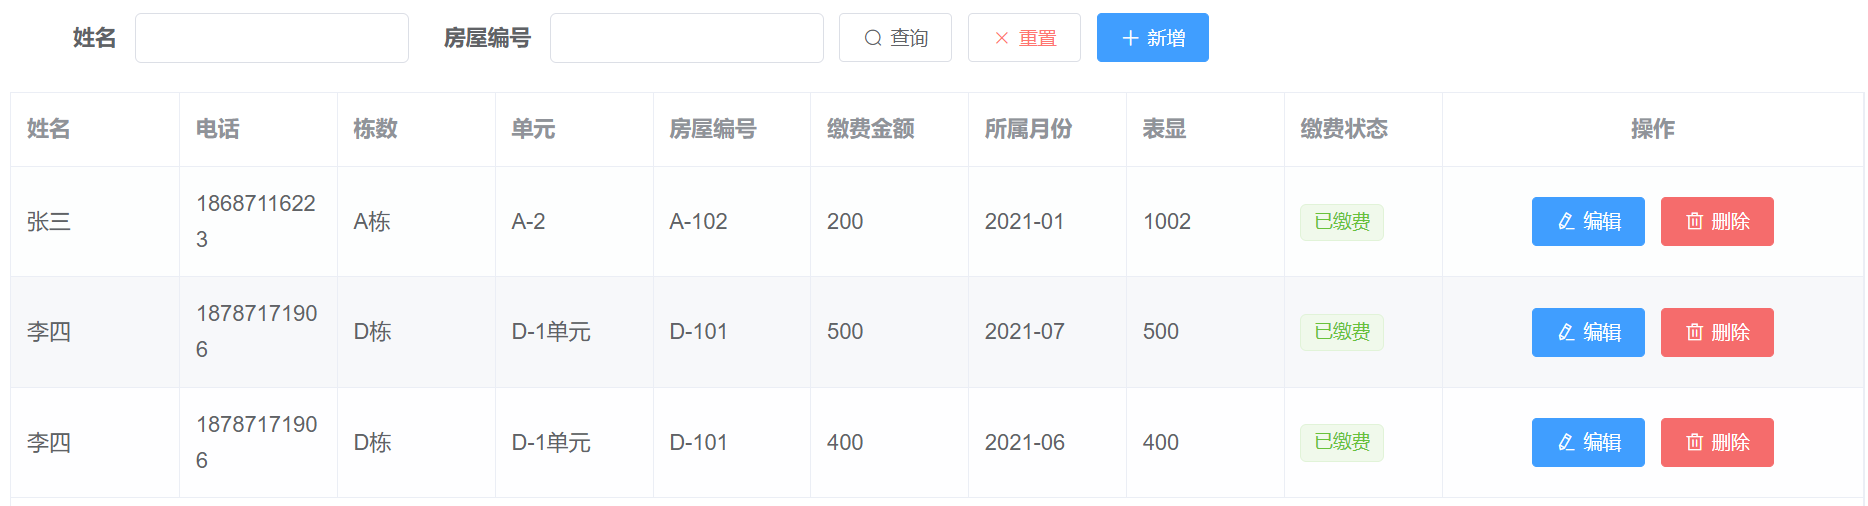 姓名 房屋编号 查询 重置 新增
姓名 电话 栋数 单元 房屋编号 缴费金额 所属月份 表显 缴费状态 操作
张三 18687116223 A栋 A-2 A-102 200 2021-01 1002 已缴费 编辑 删除
李四 18787171906 D栋 D-1单元 D-101 500 2021-07 500 已缴费 编辑 删除
李四 18787171906 D栋 D-1单元 D-101 400 2021-06 400 已缴费 编辑 删除